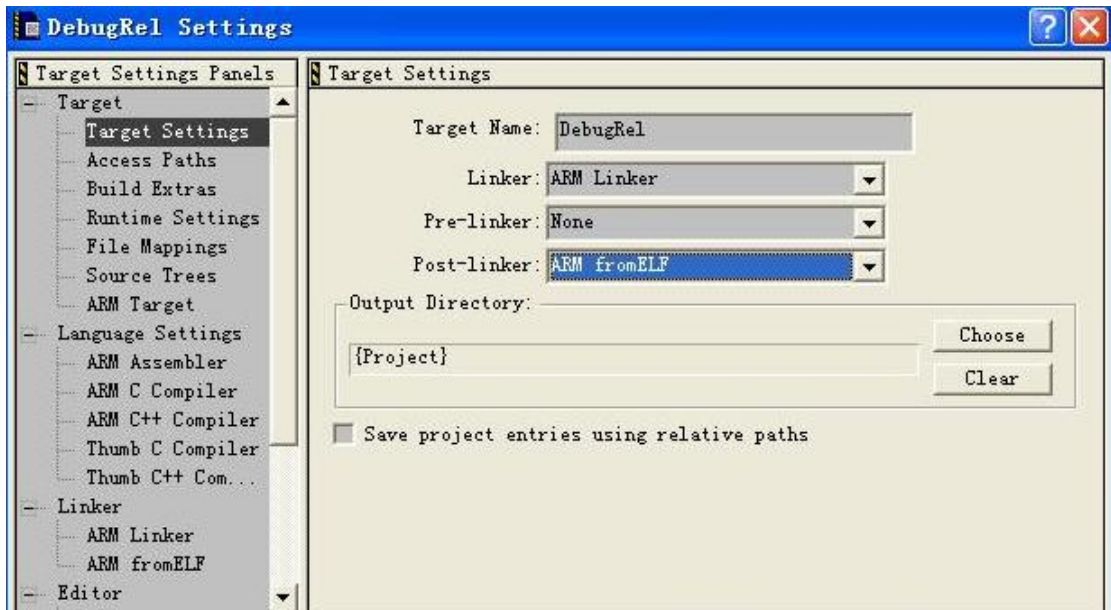 DebugRel Settings
Target Settings Panels
Target
Target Settings
Access Paths
Build Extras
Runtime Settings
File Mappings
Source Trees
ARM Target
Language Settings
ARM Assembler
ARM C Compiler
ARM C++ Compiler
Thumb C Compiler
Thumb C++ Com...
Linker
ARM Linker
ARM fromELF
Editor
Target Settings
Target Name: DebugRel
Linker: ARM Linker
Pre-linker: None
Post-linker: ARM fromELF
Output Directory:
{Project}
Choose
Clear
Save project entries using relative paths